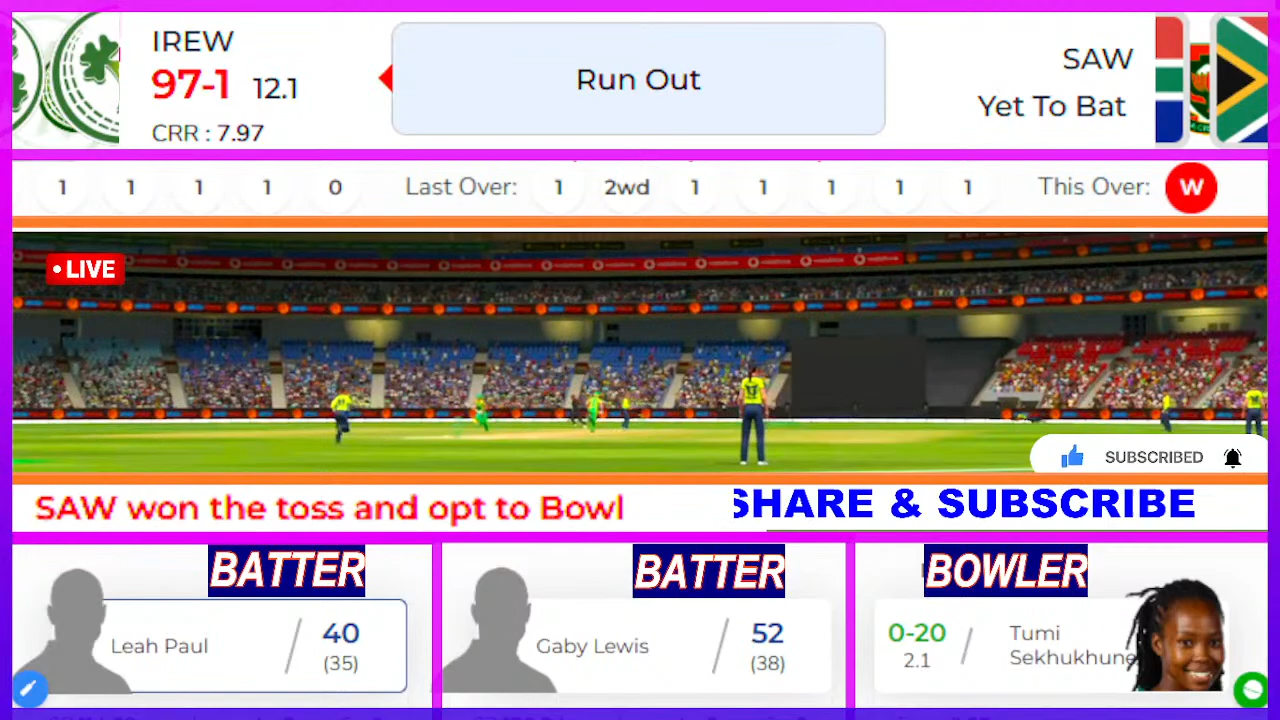 IREW
97-1 12.1
CRR : 7.97
Run Out
SAW
Yet To Bat
1 1 1 1 0 Last Over: 1 2wd 1 1 1 1 1 This Over: W
• LIVE
SUBSCRIBED
SAW won the toss and opt to Bowl
SHARE & SUBSCRIBE
BATTER
Leah Paul
40
(35)
BATTER
Gaby Lewis
52
(38)
BOWLER
0-20
2.1
Tumi
Sekhukhune